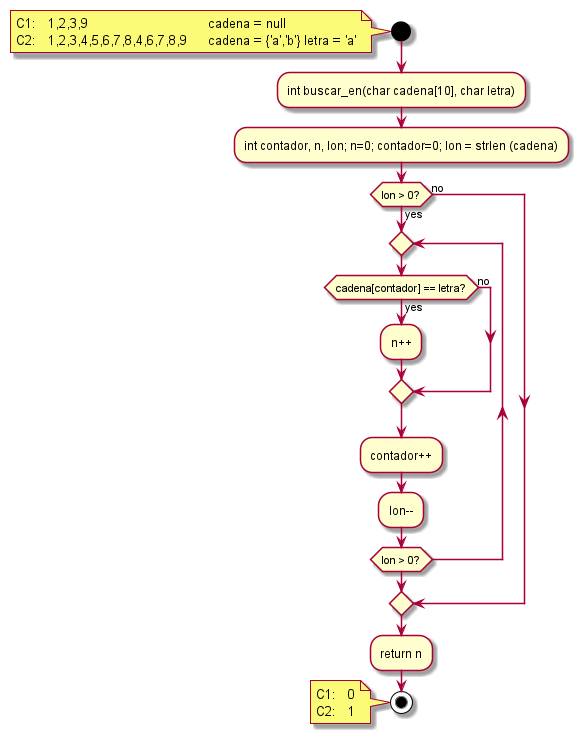 C1: 1,2,3,9 cadena = null
C2: 1,2,3,4,5,6,7,8,4,6,7,8,9 cadena = {'a','b'} letra = 'a'
int buscar_en(char cadena[10], char letra)
int contador, n, lon; n=0; contador=0; lon = strlen (cadena)
lon > 0?
no
yes
cadena[contador] == letra?
no
yes
n++
contador++
lon--
lon > 0?
return n
C1: 0
C2: 1